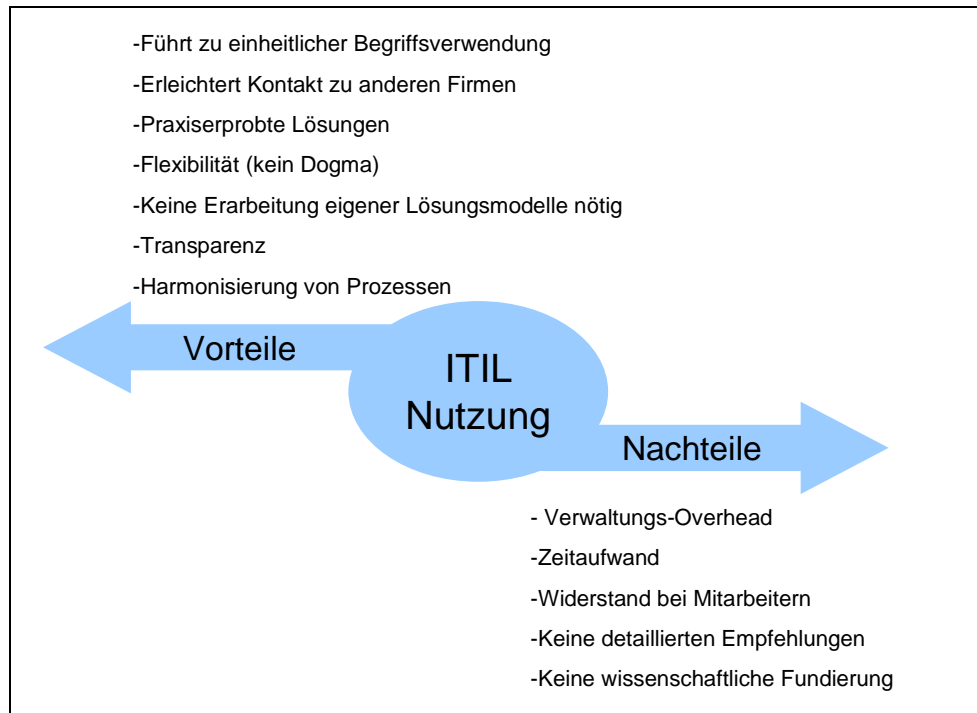 -Führt zu einheitlicher Begriffsverwendung
-Erleichtert Kontakt zu anderen Firmen
-Praxiserprobte Lösungen
-Flexibilität (kein Dogma)
-Keine Erarbeitung eigener Lösungsmodelle nötig
-Transparenz
-Harmonisierung von Prozessen
Vorteile
ITIL
Nutzung
Nachteile
- Verwaltungs-Overhead
-Zeitaufwand
-Widerstand bei Mitarbeitern
-Keine detaillierten Empfehlungen
-Keine wissenschaftliche Fundierung